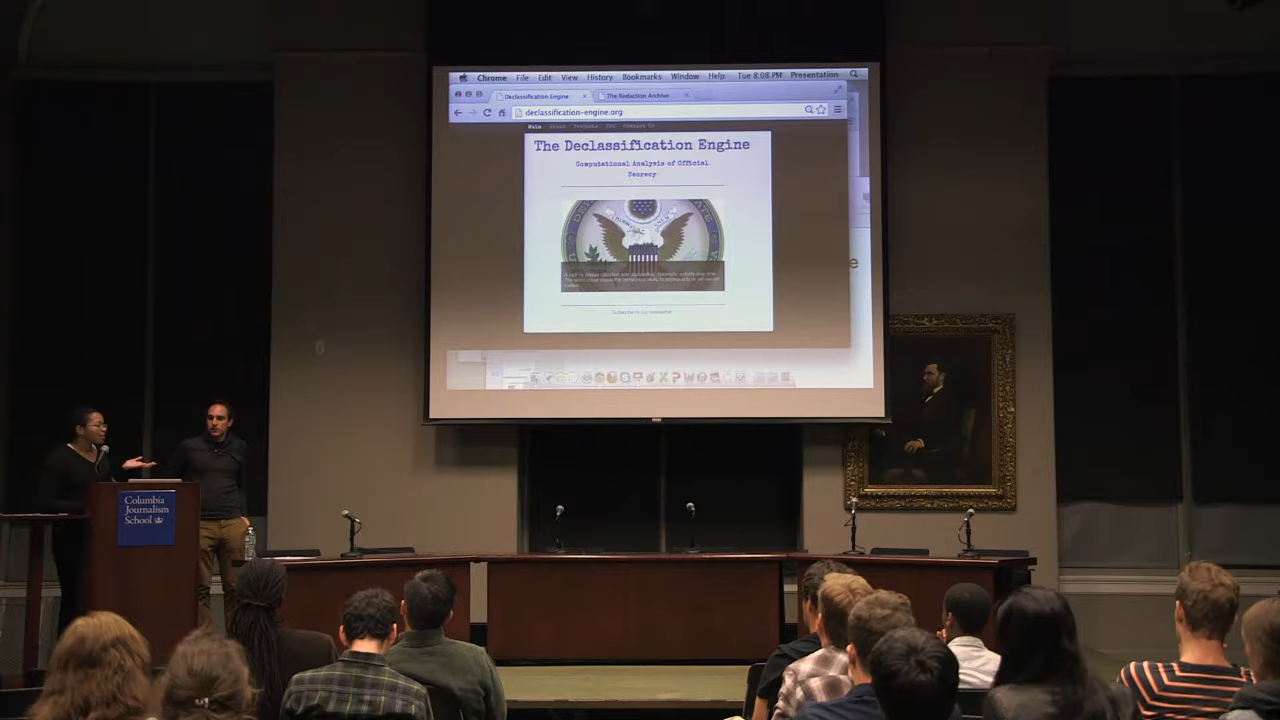 Chrome File Edit View History Bookmarks Window Help Tue 8:08 PM Presentation
Declassification Engine
The Redaction Archive
declassification-engine.org
Main
The Declassification Engine
Computational Analysis of Official
Secrecy
e
Columbia
Journalism
School